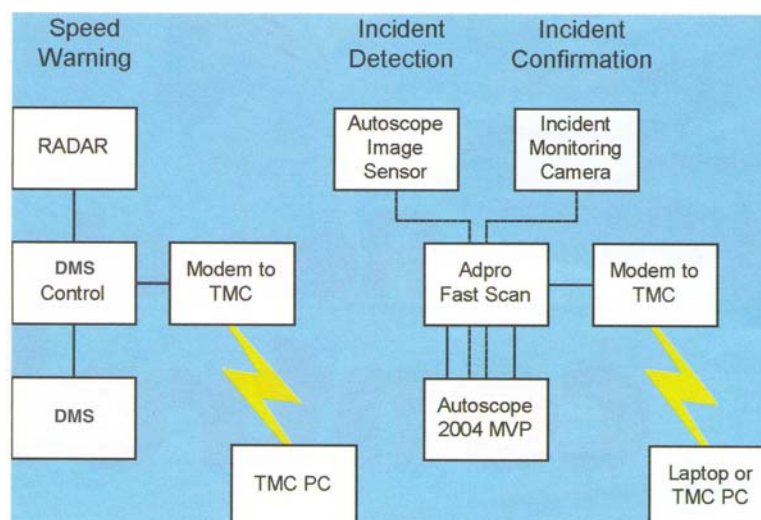 Speed
Warning
Incident
Detection
Incident
Confirmation
RADAR
Autoscope
Image
Sensor
Incident
Monitoring
Camera
DMS
Control
Modem to
TMC
Adpro
Fast Scan
Modem to
TMC
DMS
Autoscope
2004 MVP
TMC PC
Laptop or
TMC PC